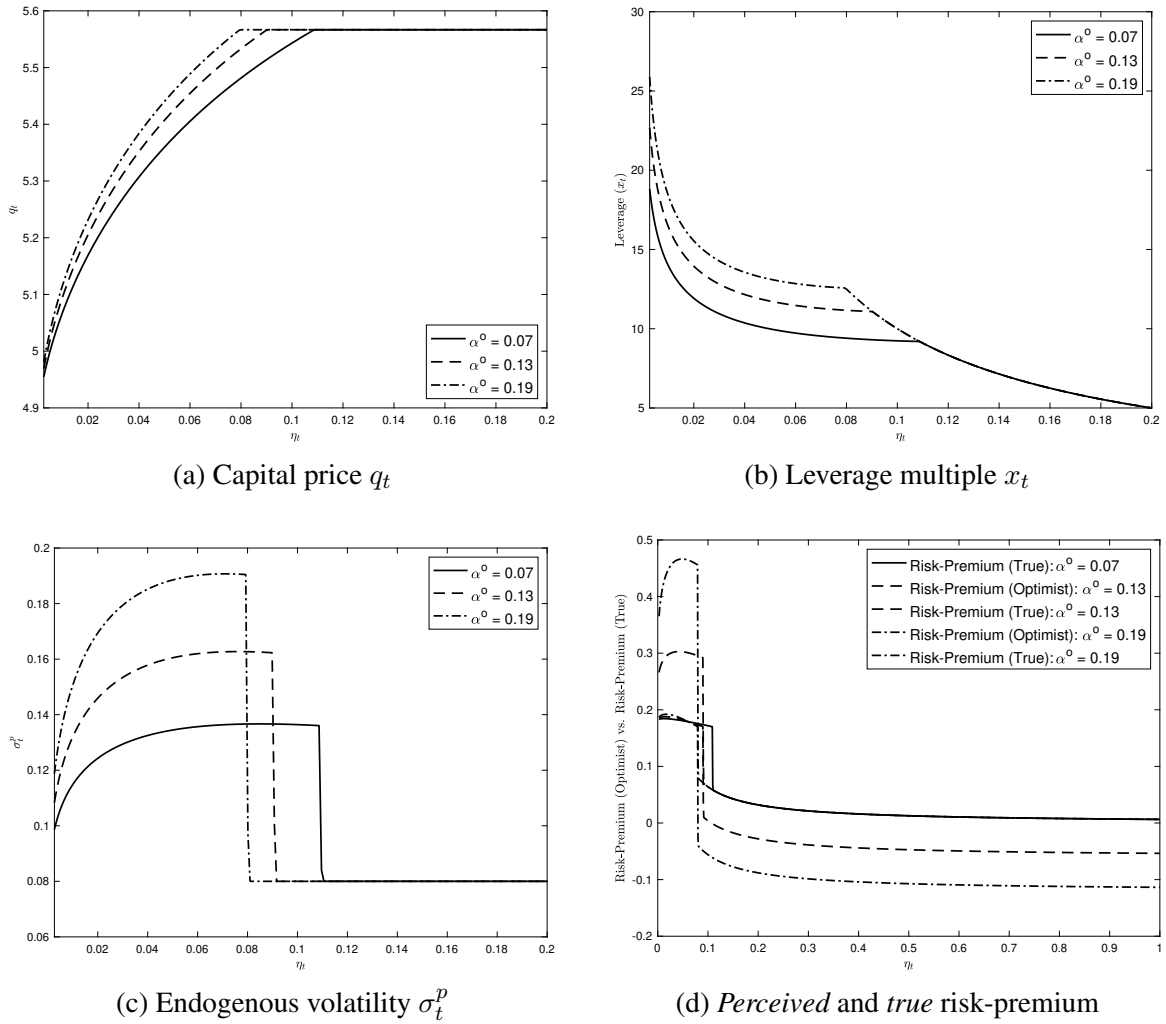 5.6
5.5
5.4
5.3
5.2
5.1
5
4.9
q_t
0.02 0.04 0.06 0.08 0.1 0.12 0.14 0.16 0.18 0.2
η_t
α° = 0.07
α° = 0.13
α° = 0.19
(a) Capital price q_t
30
25
20
15
10
5
Leverage (x_t)
0.02 0.04 0.06 0.08 0.1 0.12 0.14 0.16 0.18 0.2
η_t
α° = 0.07
α° = 0.13
α° = 0.19
(b) Leverage multiple x_t
0.2
0.18
0.16
0.14
0.12
0.1
0.08
0.06
σ_t^p
0.02 0.04 0.06 0.08 0.1 0.12 0.14 0.16 0.18 0.2
η_t
α° = 0.07
α° = 0.13
α° = 0.19
(c) Endogenous volatility σ_t^p
0.5
0.4
0.3
0.2
0.1
0
-0.1
-0.2
Risk-Premium (Optimist) vs. Risk-Premium (True)
0 0.1 0.2 0.3 0.4 0.5 0.6 0.7 0.8 0.9 1
η_t
Risk-Premium (True): α° = 0.07
Risk-Premium (Optimist): α° = 0.13
Risk-Premium (True): α° = 0.13
Risk-Premium (Optimist): α° = 0.19
Risk-Premium (True): α° = 0.19
(d) Perceived and true risk-premium